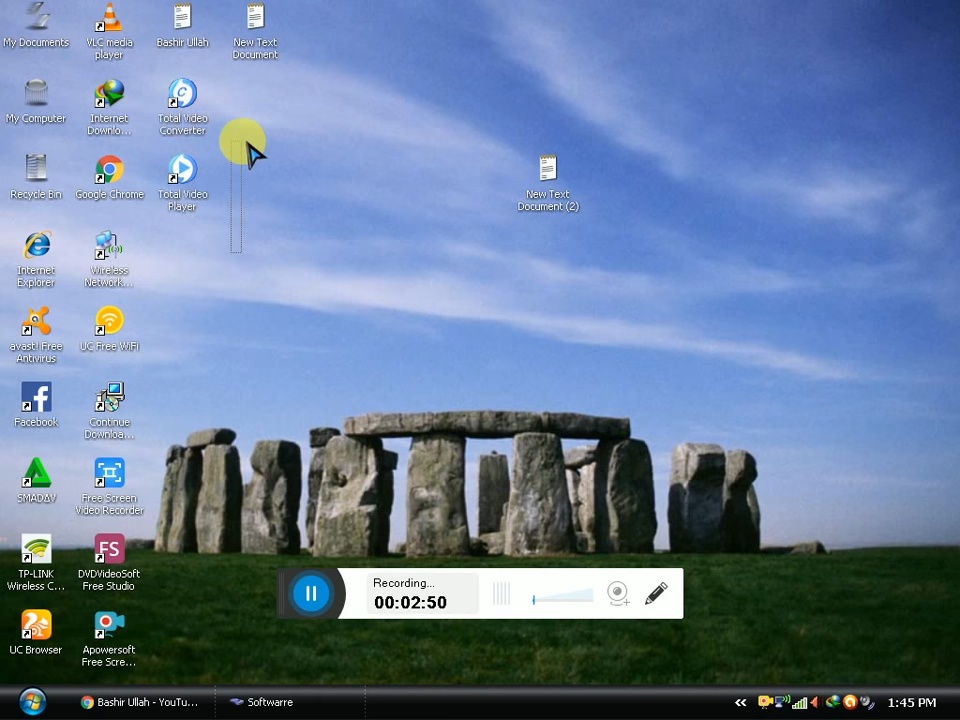 My Documents
VLC media
player
Bashir Ullah
New Text
Document
My Computer
Internet
Downlo...
Total Video
Converter
Recycle Bin
Google Chrome
Total Video
Player
New Text
Document (2)
Internet
Explorer
Wireless
Network...
avast! Free
Antivirus
UC Free WiFi
Facebook
Continue
Downloa...
SMADAV
Free Screen
Video Recorder
TP-LINK
Wireless C...
FS
DVDVideoSoft
Free Studio
Recording...
00:02:50
UC Browser
Apowersoft
Free Scre...
Bashir Ullah - YouTu...
Softwarre
1:45 PM